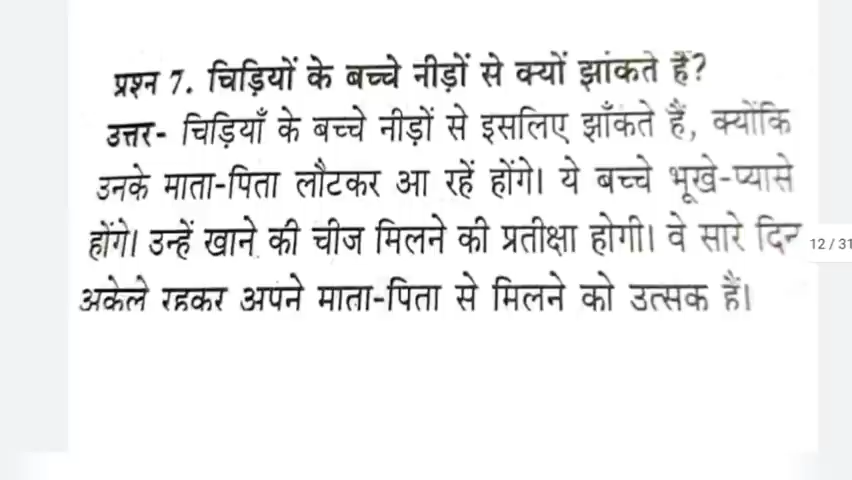 प्रश्न 7. चिड़ियों के बच्चे नीड़ों से क्यों झांकते हैं?
उत्तर- चिड़ियाँ के बच्चे नीड़ों से इसलिए झाँकते हैं, क्योंकि
उनके माता-पिता लौटकर आ रहें होंगे। ये बच्चे भूखे-प्यासे
होंगे। उन्हें खाने की चीज मिलने की प्रतीक्षा होगी। वे सारे दिन
12 / 31
अकेले रहकर अपने माता-पिता से मिलने को उत्सक हैं।